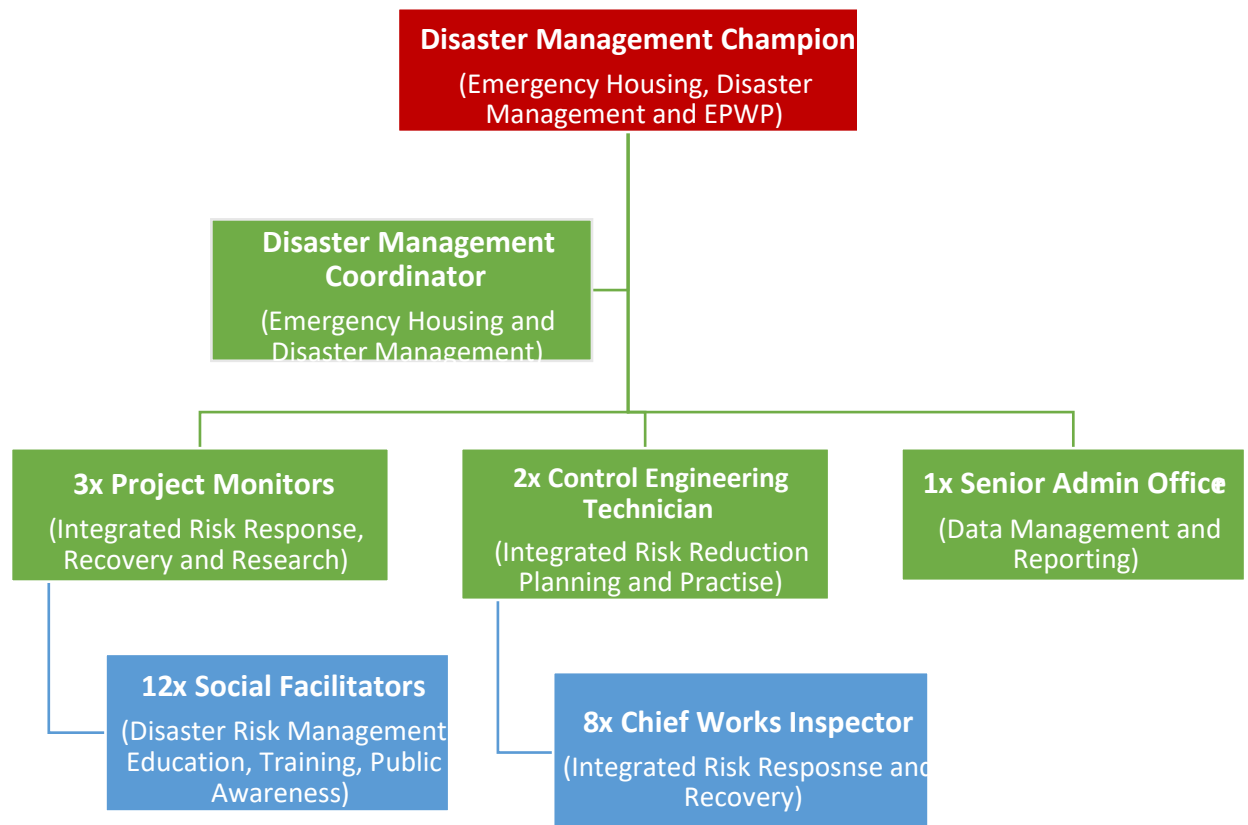 Disaster Management Champion
(Emergency Housing, Disaster
Management and EPWP)
Disaster Management
Coordinator
(Emergency Housing and
Disaster Management)
3x Project Monitors
(Integrated Risk Response,
Recovery and Research)
2x Control Engineering
Technician
(Integrated Risk Reduction
Planning and Practise)
1x Senior Admin Office
(Data Management and
Reporting)
12x Social Facilitators
(Disaster Risk Management
Education, Training, Public
Awareness)
8x Chief Works Inspector
(Integrated Risk Resposnse and
Recovery)